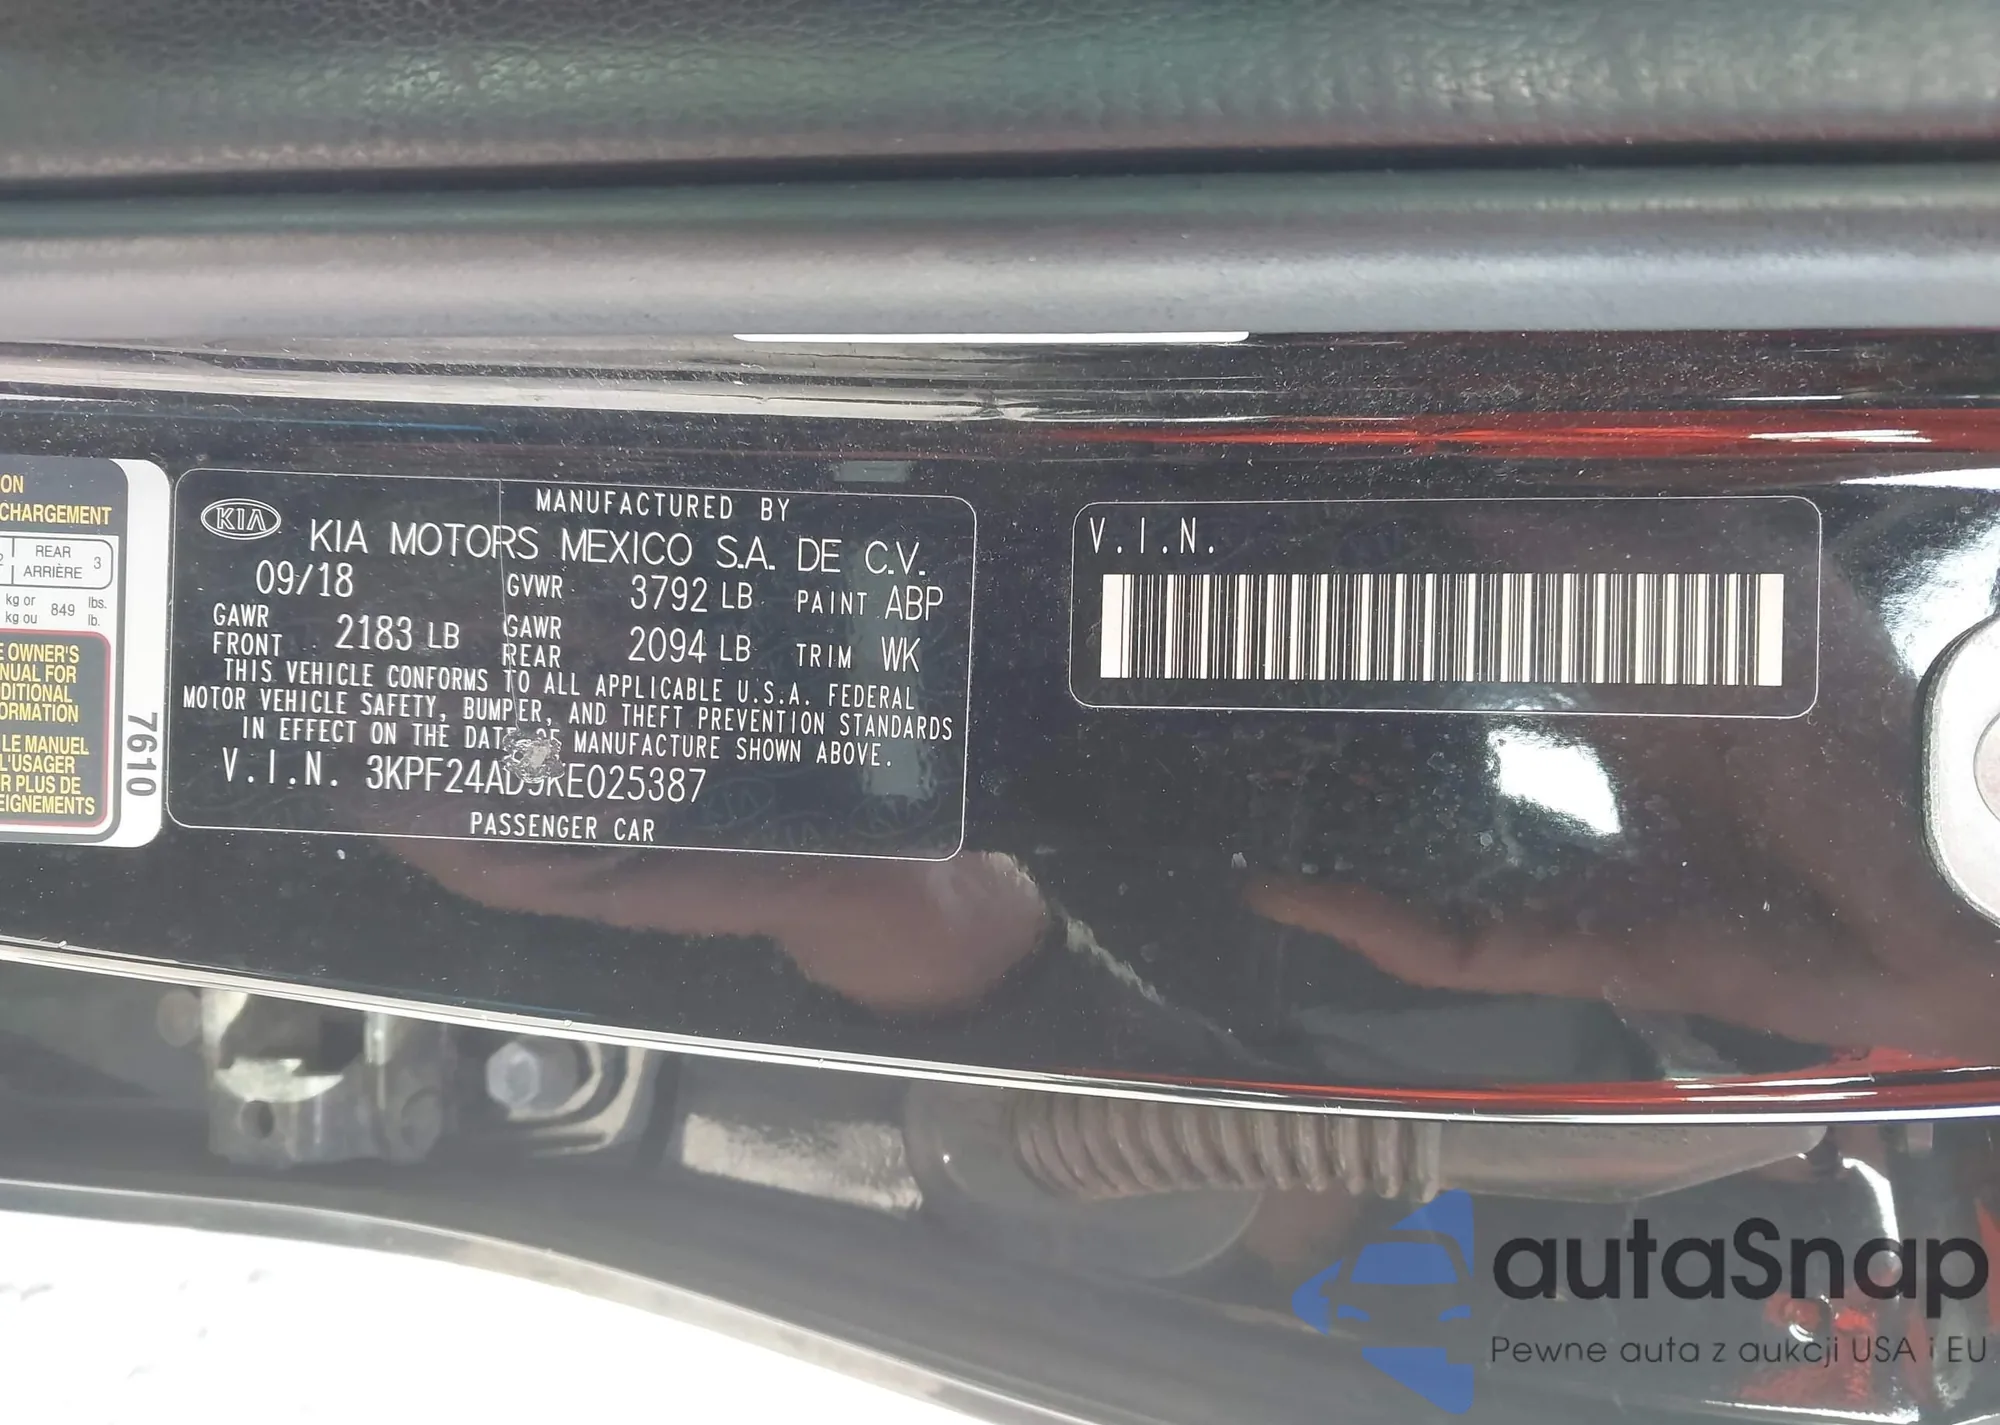 ON
CHARGEMENT
2 REAR 3
ARRIÈRE
kg or 849 lbs.
kg ou lb.
E OWNER'S
NUAL FOR
DITIONAL
ORMATION
LE MANUEL
L'USAGER
R PLUS DE
EIGNEMENTS
7610
KIA
MANUFACTURED BY
KIA MOTORS MEXICO S.A. DE C.V.
09/18 GVWR 3792 LB PAINT ABP
GAWR FRONT 2183 LB GAWR REAR 2094 LB TRIM WK
THIS VEHICLE CONFORMS TO ALL APPLICABLE U.S.A. FEDERAL
MOTOR VEHICLE SAFETY, BUMPER, AND THEFT PREVENTION STANDARDS
IN EFFECT ON THE DATE OF MANUFACTURE SHOWN ABOVE.
V.I.N. 3KPF24AD9KE025387
PASSENGER CAR
V.I.N.
autaSnap
Pewne auta z aukcji USA i EU